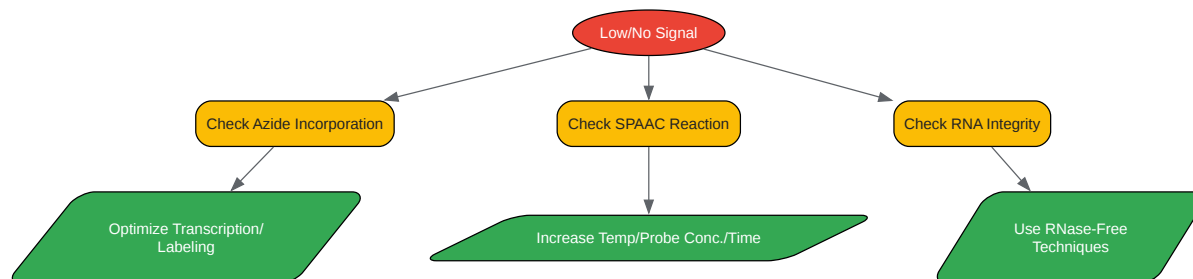 Low/No Signal
Check Azide Incorporation
Check SPAAC Reaction
Check RNA Integrity
Optimize Transcription/
Labeling
Increase Temp/Probe Conc./Time
Use RNase-Free
Techniques